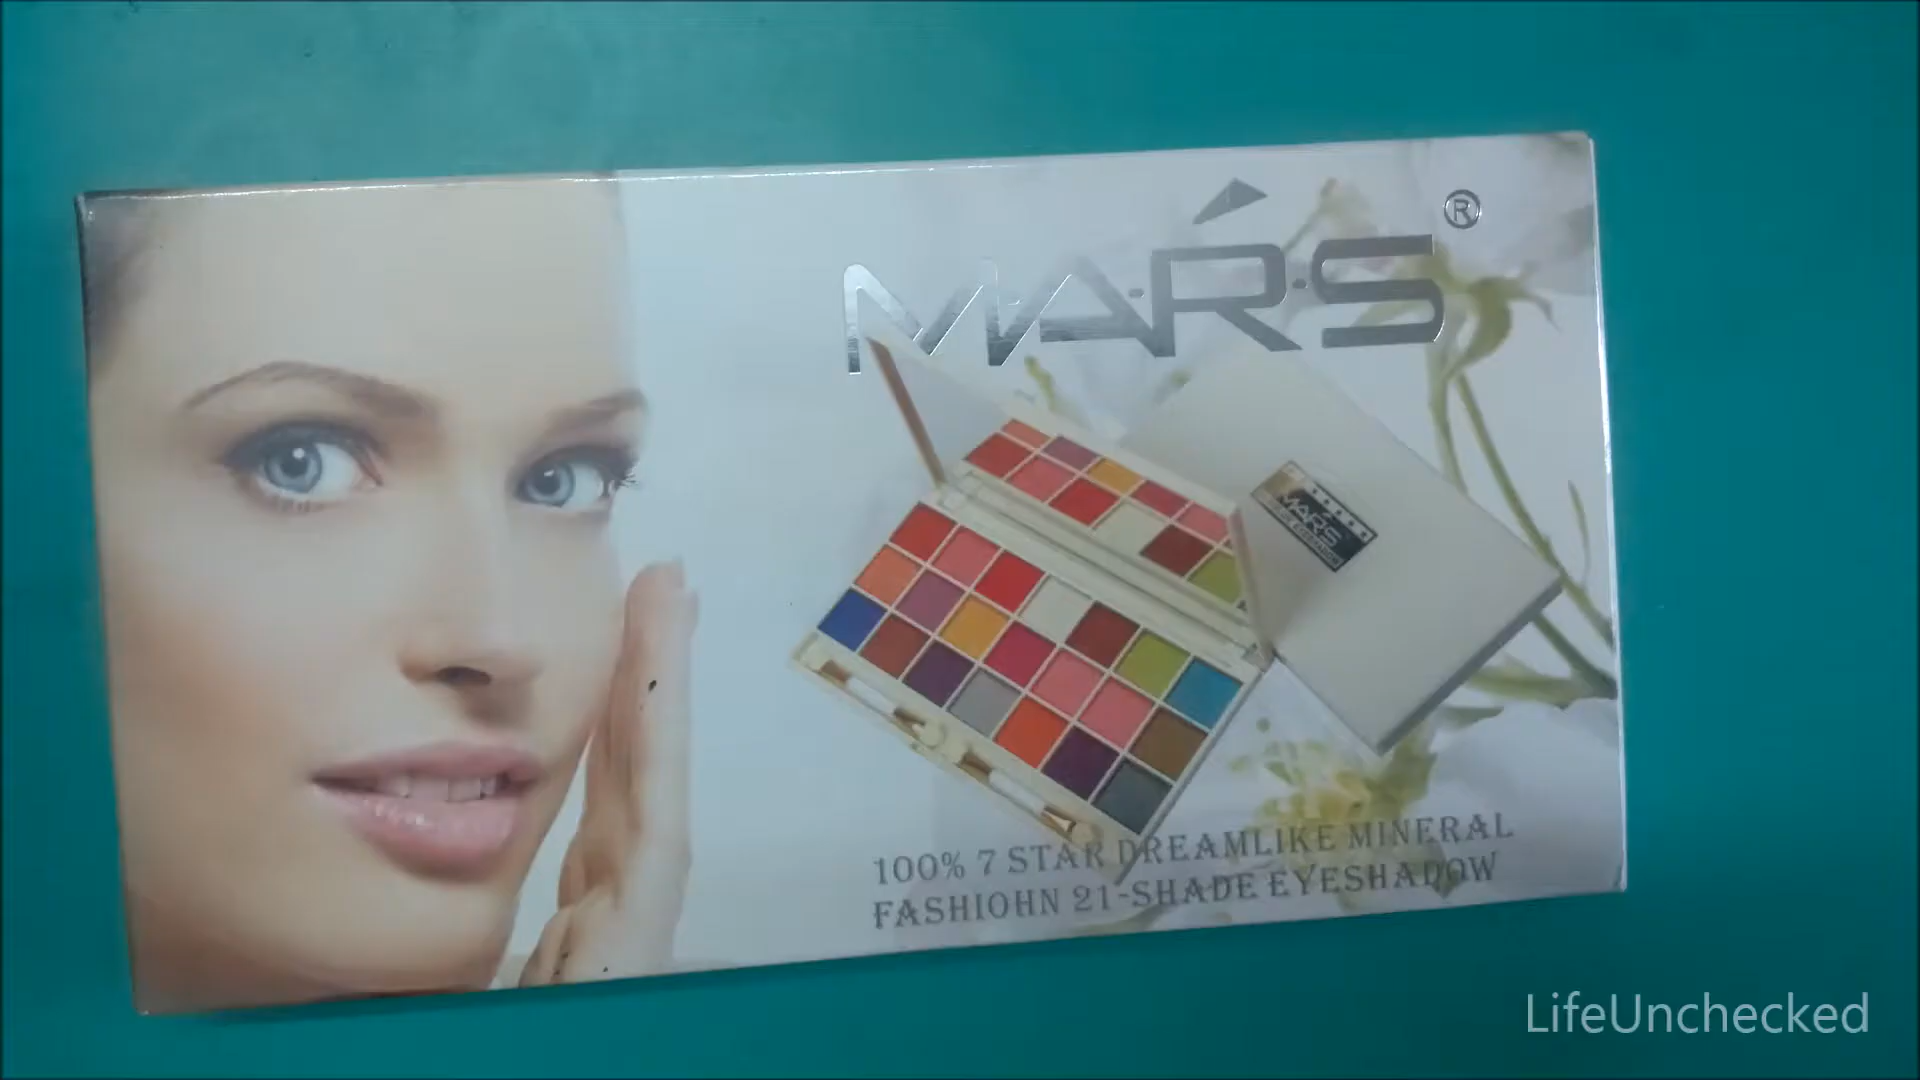 M·A·R·S ®
MARS
100% 7 STAR DREAMLIKE MINERAL
FASHIOHN 21-SHADE EYESHADOW
LifeUnchecked